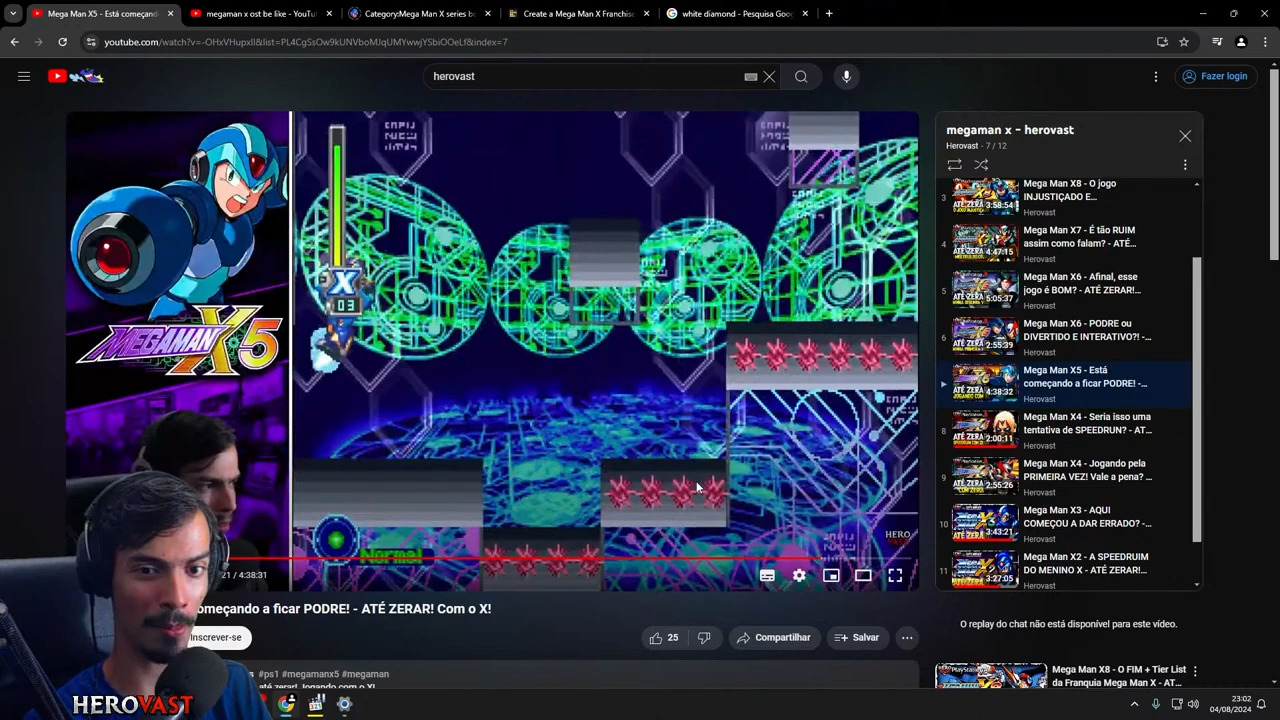 Mega Man X5 - Está começand
megaman x ost be like - YouTu
Category:Mega Man X series bo
Create a Mega Man X Franchise
white diamond - Pesquisa Goo
youtube.com/watch?v=-OHxVHupxlI&list=PL4CgSsOw9kUNVboMJqUMYwwjYSbiOOeLf&index=7
herovast
Fazer login
X
03
MEGAMAN X5
Normal
HERO
VAST
21 / 4:38:31
omeçando a ficar PODRE! - ATÉ ZERAR! Com o X!
nscrever-se
25
Compartilhar
Salvar
#ps1 #megamanx5 #megaman
megaman x - herovast
Herovast - 7 / 12
3
3:58:54
Mega Man X8 - O jogo
INJUSTIÇADO E...
Herovast
4
4:47:15
Mega Man X7 - É tão RUIM
assim como falam? - ATÉ...
Herovast
5
5:05:37
Mega Man X6 - Afinal, esse
jogo é BOM? - ATÉ ZERAR!...
Herovast
6
2:55:39
Mega Man X6 - PODRE ou
DIVERTIDO E INTERATIVO?! -...
Herovast
4:38:32
Mega Man X5 - Está
começando a ficar PODRE! -...
Herovast
8
2:00:11
Mega Man X4 - Seria isso uma
tentativa de SPEEDRUN? - AT...
Herovast
9
2:55:26
Mega Man X4 - Jogando pela
PRIMEIRA VEZ! Vale a pena? -...
Herovast
10
3:43:21
Mega Man X3 - AQUI
COMEÇOU A DAR ERRADO? -...
Herovast
11
3:27:05
Mega Man X2 - A SPEEDRUIM
DO MENINO X - ATÉ ZERAR!...
Herovast
O replay do chat não está disponível para este vídeo.
Mega Man X8 - O FIM + Tier List
da Franquia Mega Man X - AT...
HEROVAST
23:02
04/08/2024